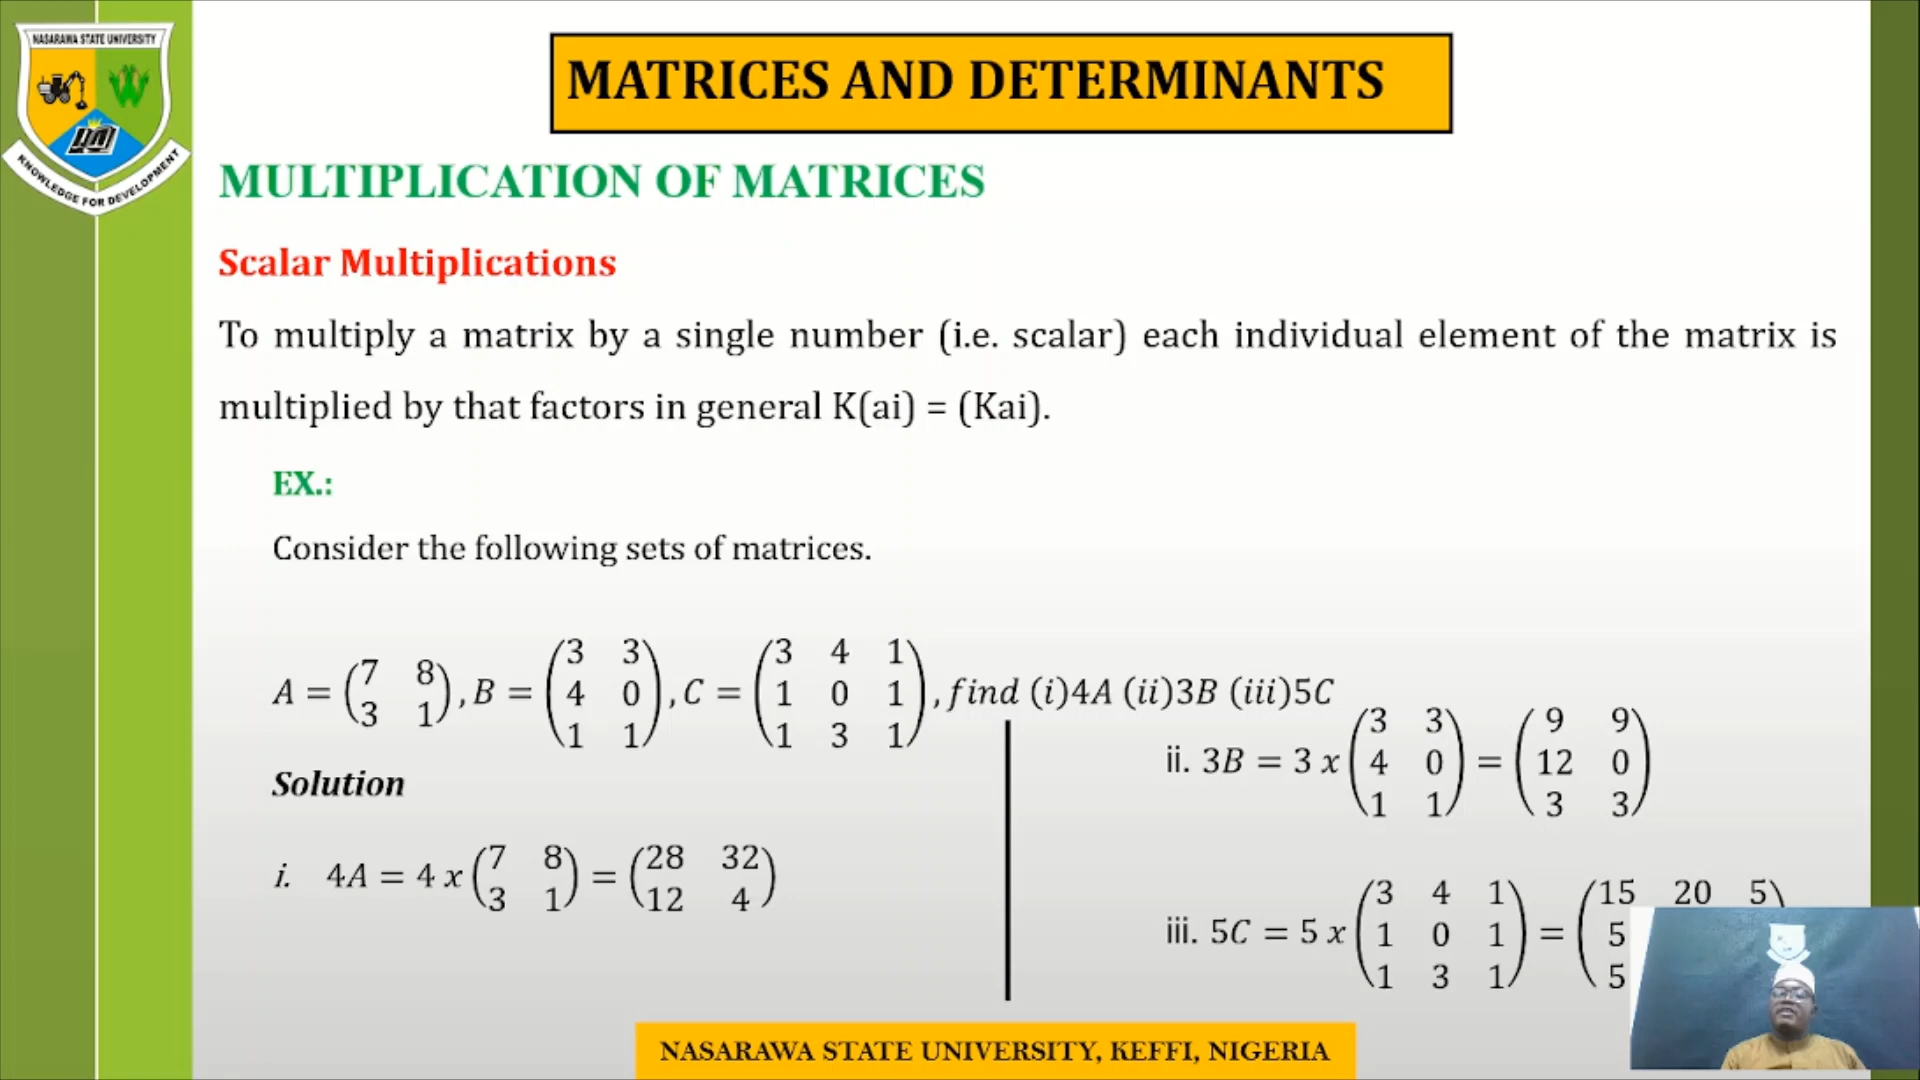 NASARAWA STATE UNIVERSITY
KNOWLEDGE FOR DEVELOPMENT
MATRICES AND DETERMINANTS
MULTIPLICATION OF MATRICES
Scalar Multiplications
To multiply a matrix by a single number (i.e. scalar) each individual element of the matrix is
multiplied by that factors in general K(ai) = (Kai).
EX.:
Consider the following sets of matrices.
A = (7 8 / 3 1), B = (3 3 / 4 0 / 1 1), C = (3 4 1 / 1 0 1 / 1 3 1), find (i)4A (ii)3B (iii)5C
Solution
i. 4A = 4 x (7 8 / 3 1) = (28 32 / 12 4)
ii. 3B = 3 x (3 3 / 4 0 / 1 1) = (9 9 / 12 0 / 3 3)
iii. 5C = 5 x (3 4 1 / 1 0 1 / 1 3 1) = (15 20 5 / 5 / 5
NASARAWA STATE UNIVERSITY, KEFFI, NIGERIA